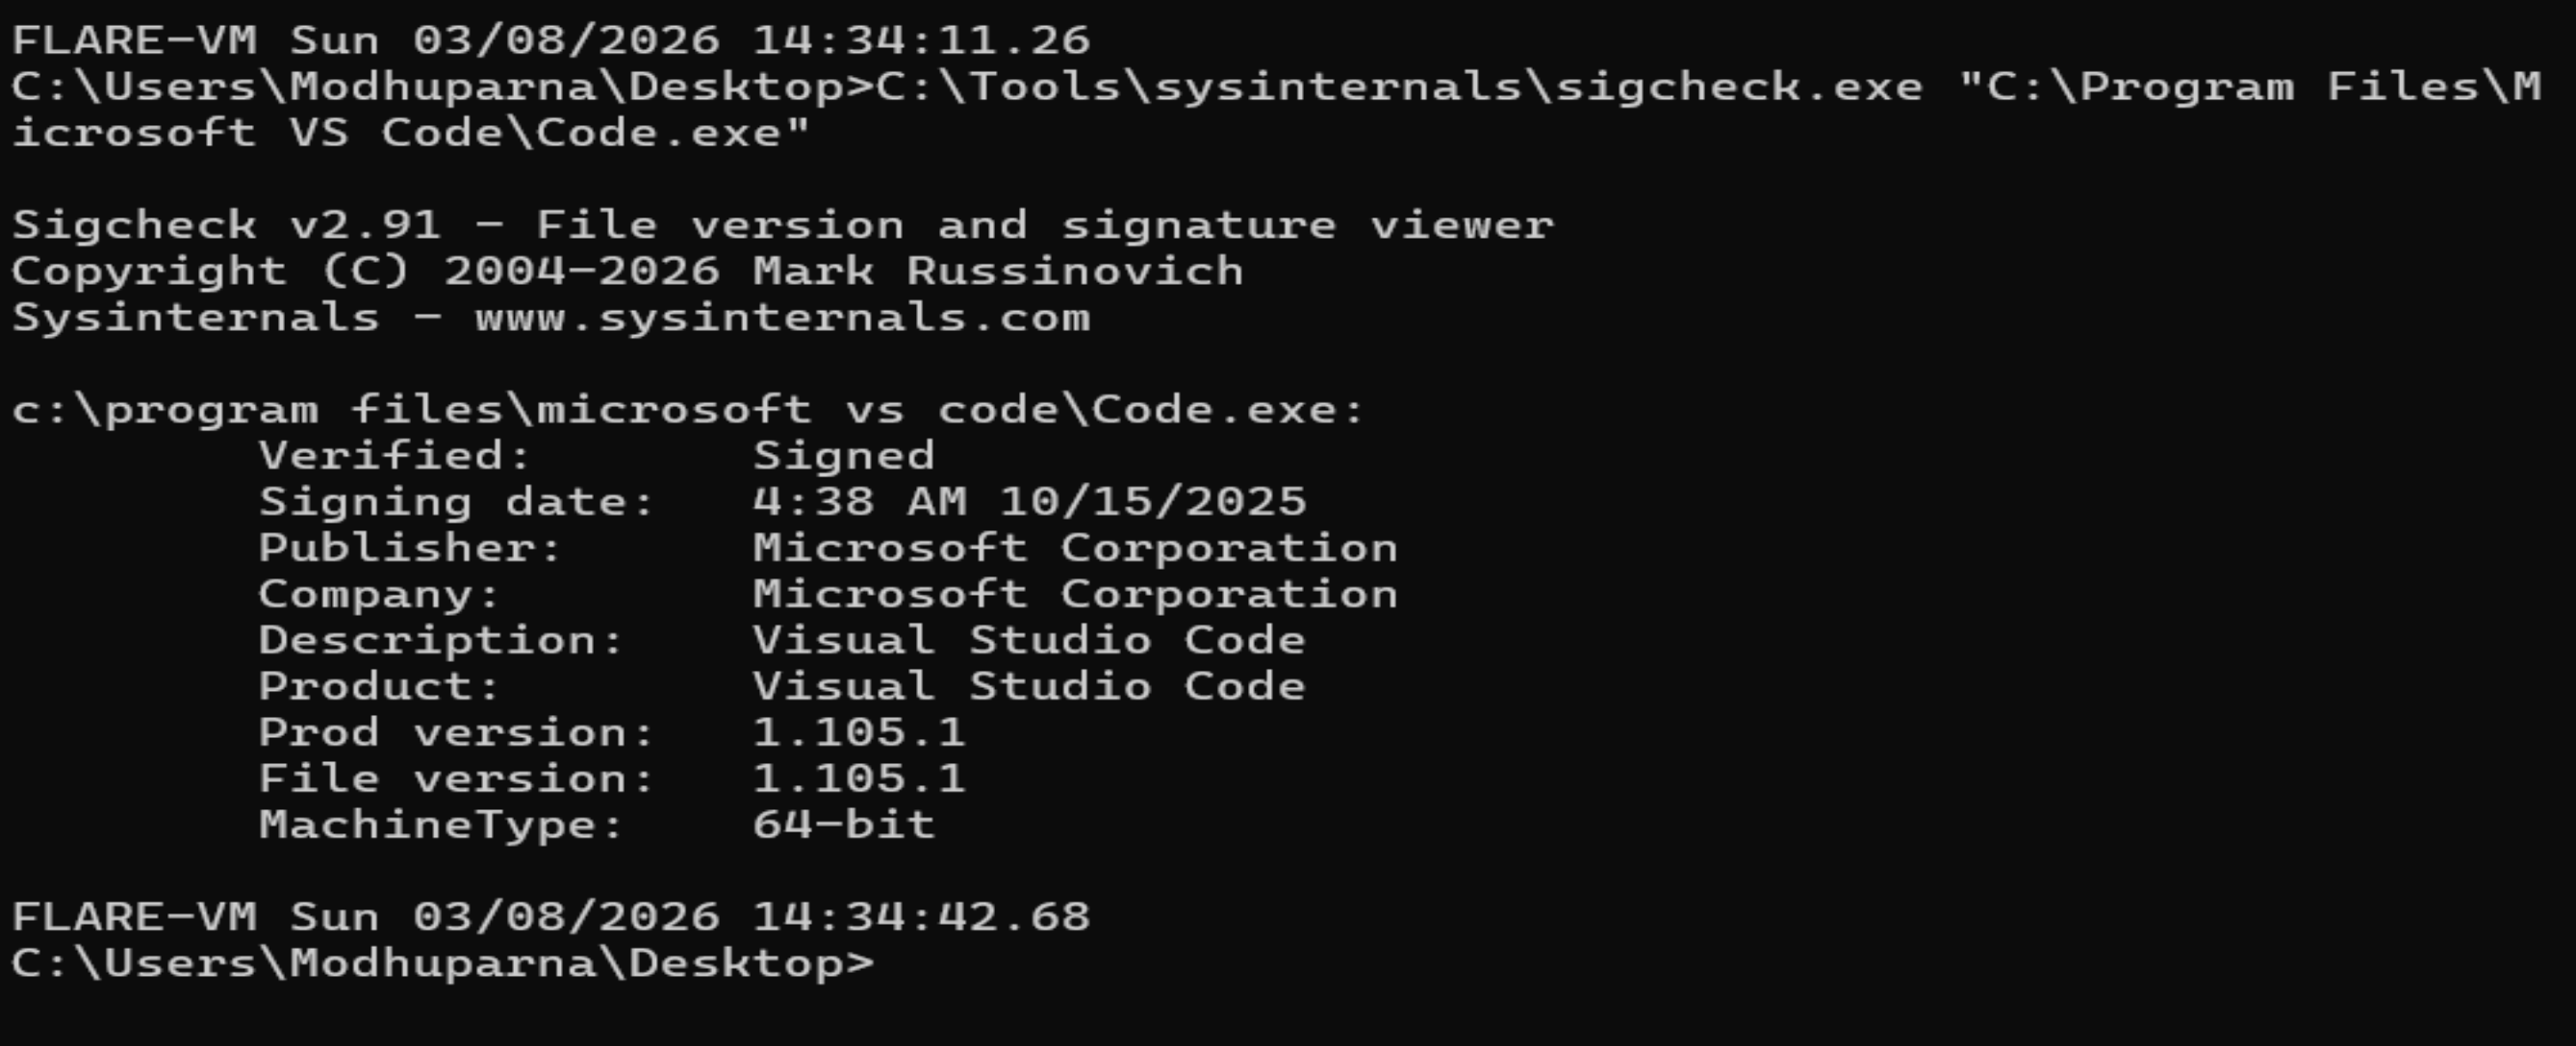 FLARE-VM Sun 03/08/2026 14:34:11.26
C:\Users\Modhuparna\Desktop>C:\Tools\sysinternals\sigcheck.exe "C:\Program Files\M
icrosoft VS Code\Code.exe"
Sigcheck v2.91 - File version and signature viewer
Copyright (C) 2004-2026 Mark Russinovich
Sysinternals - www.sysinternals.com
c:\program files\microsoft vs code\Code.exe:
Verified: Signed
Signing date: 4:38 AM 10/15/2025
Publisher: Microsoft Corporation
Company: Microsoft Corporation
Description: Visual Studio Code
Product: Visual Studio Code
Prod version: 1.105.1
File version: 1.105.1
MachineType: 64-bit
FLARE-VM Sun 03/08/2026 14:34:42.68
C:\Users\Modhuparna\Desktop>